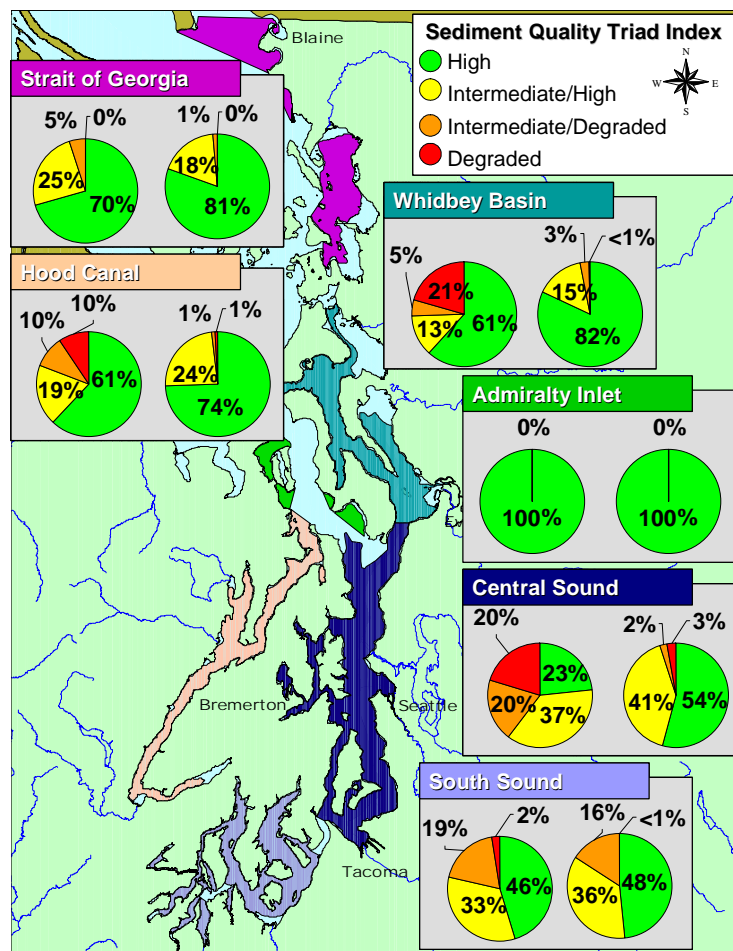 Blaine
Sediment Quality Triad Index
High
Intermediate/High
Intermediate/Degraded
Degraded
N
W E
S
Strait of Georgia
5% 0% 1% 0%
25% 70% 18% 81%
Whidbey Basin
5% 3% <1%
21% 15%
13% 61% 82%
Hood Canal
10% 10% 1% 1%
19% 61% 24% 74%
Admiralty Inlet
0% 0%
100% 100%
Central Sound
20% 2% 3%
23%
20% 37% 41% 54%
Bremerton
Seattle
South Sound
19% 2% 16% <1%
46% 48%
33% 36%
Tacoma